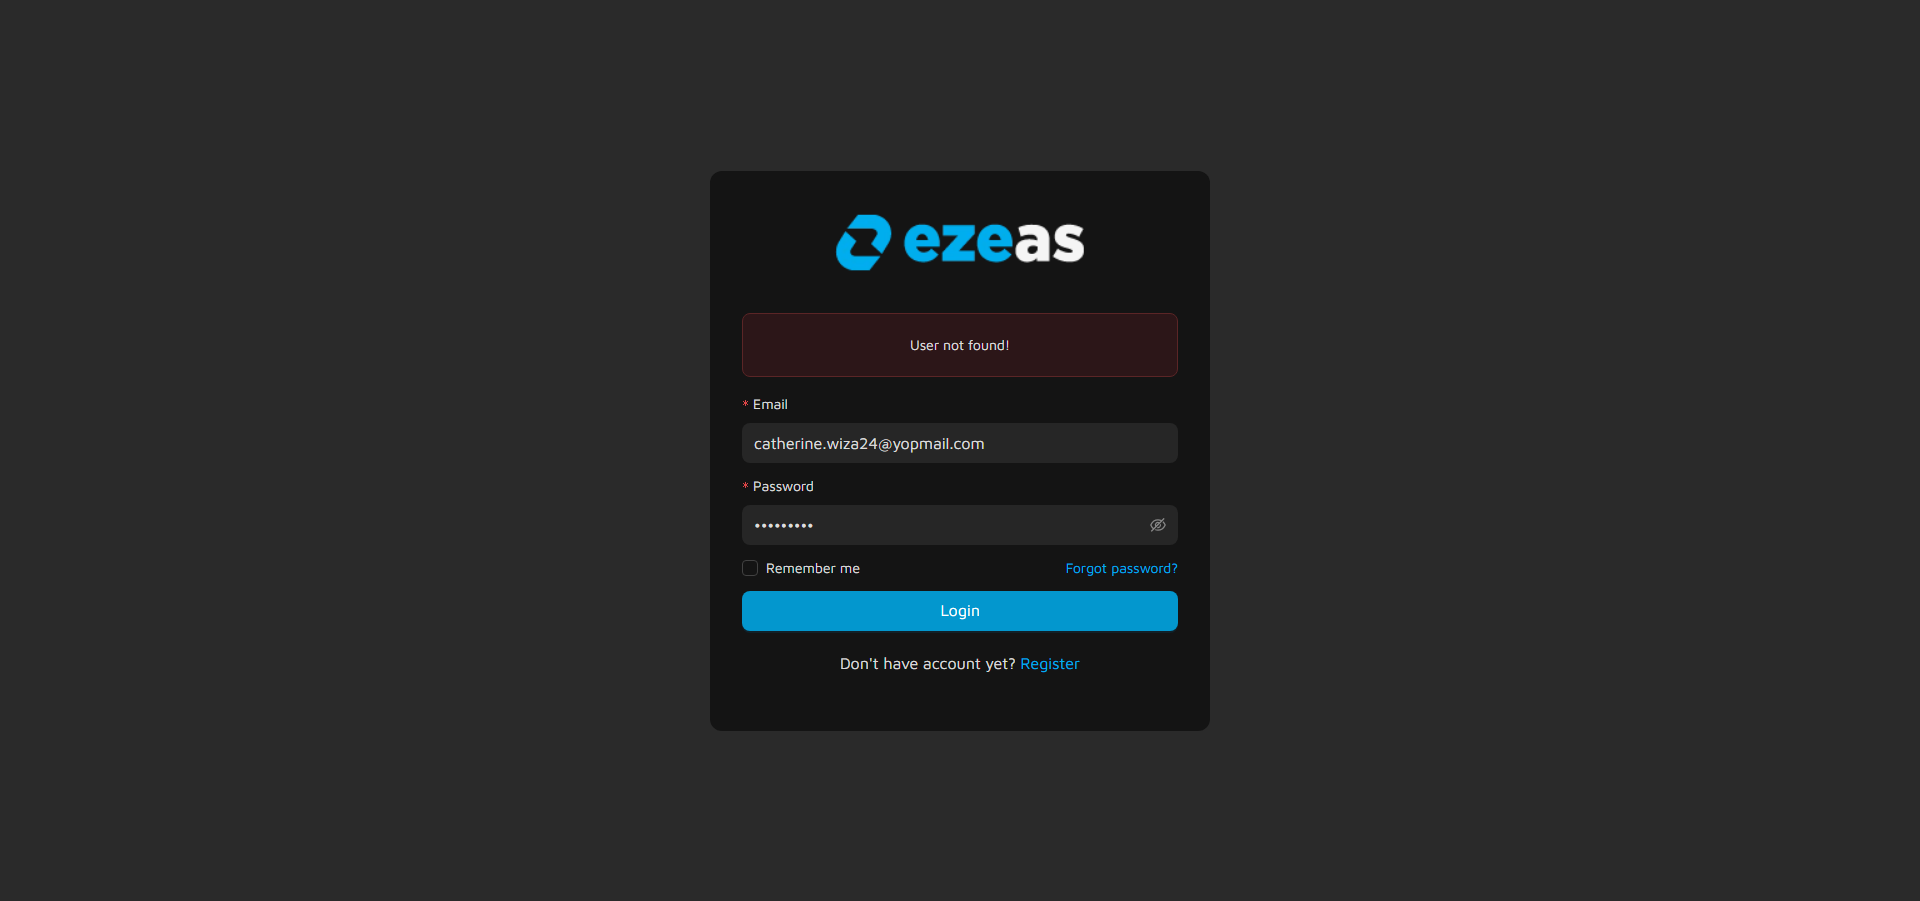 ezeas
User not found!
* Email
catherine.wiza24@yopmail.com
* Password
•••••••••
Remember me
Forgot password?
Login
Don't have account yet? Register